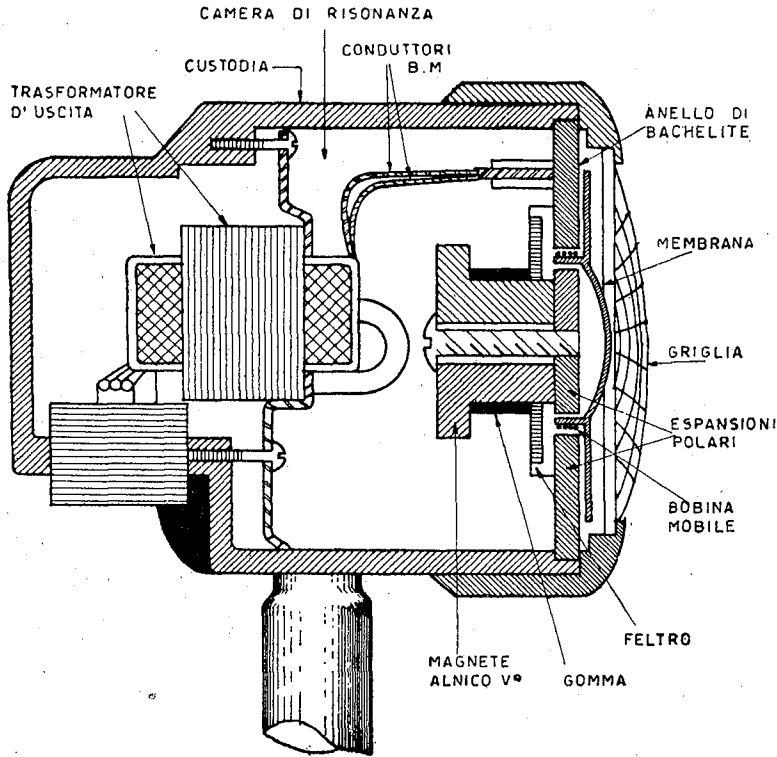 CAMERA DI RISONANZA
CONDUTTORI
B.M
CUSTODIA
TRASFORMATORE
D'USCITA
ANELLO DI
BACHELITE
MEMBRANA
GRIGLIA
ESPANSIONI
POLARI
BOBINA
MOBILE
FELTRO
MAGNETE
ALNICO Vº
GOMMA